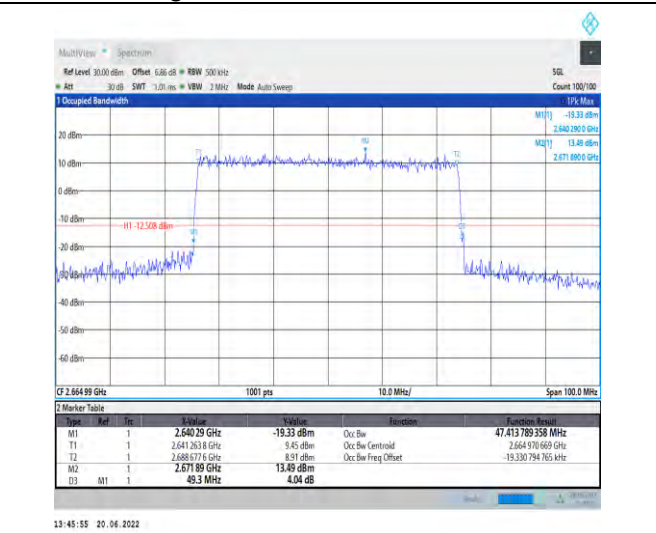 MultiView Spectrum
Ref Level 30.00 dBm Offset 6.86 dB RBW 500 kHz SGL
Att 30 dB SWT 1.01 ms VBW 2 MHz Mode Auto Sweep Count 100/100
1 Occupied Bandwidth 1Pk Max
M1[1] -19.33 dBm
2.640 290 0 GHz
20 dBm
M2[1] 13.49 dBm
2.671 890 0 GHz
M2
T1 T2
10 dBm
0 dBm
-10 dBm
H1 -12.508 dBm
M1
D3
-20 dBm
-30 dBm
-40 dBm
-50 dBm
-60 dBm
CF 2.664 99 GHz 1001 pts 10.0 MHz/ Span 100.0 MHz
2 Marker Table
Type Ref Trc X-Value Y-Value Function Function Result
M1 1 2.640 29 GHz -19.33 dBm Occ Bw 47.413 789 358 MHz
T1 1 2.641 263 8 GHz 9.45 dBm Occ Bw Centroid 2.664 970 669 GHz
T2 1 2.688 677 6 GHz 8.91 dBm Occ Bw Freq Offset -19.330 794 765 kHz
M2 1 2.671 89 GHz 13.49 dBm
D3 M1 1 49.3 MHz 4.04 dB
13:45:55 20.06.2022